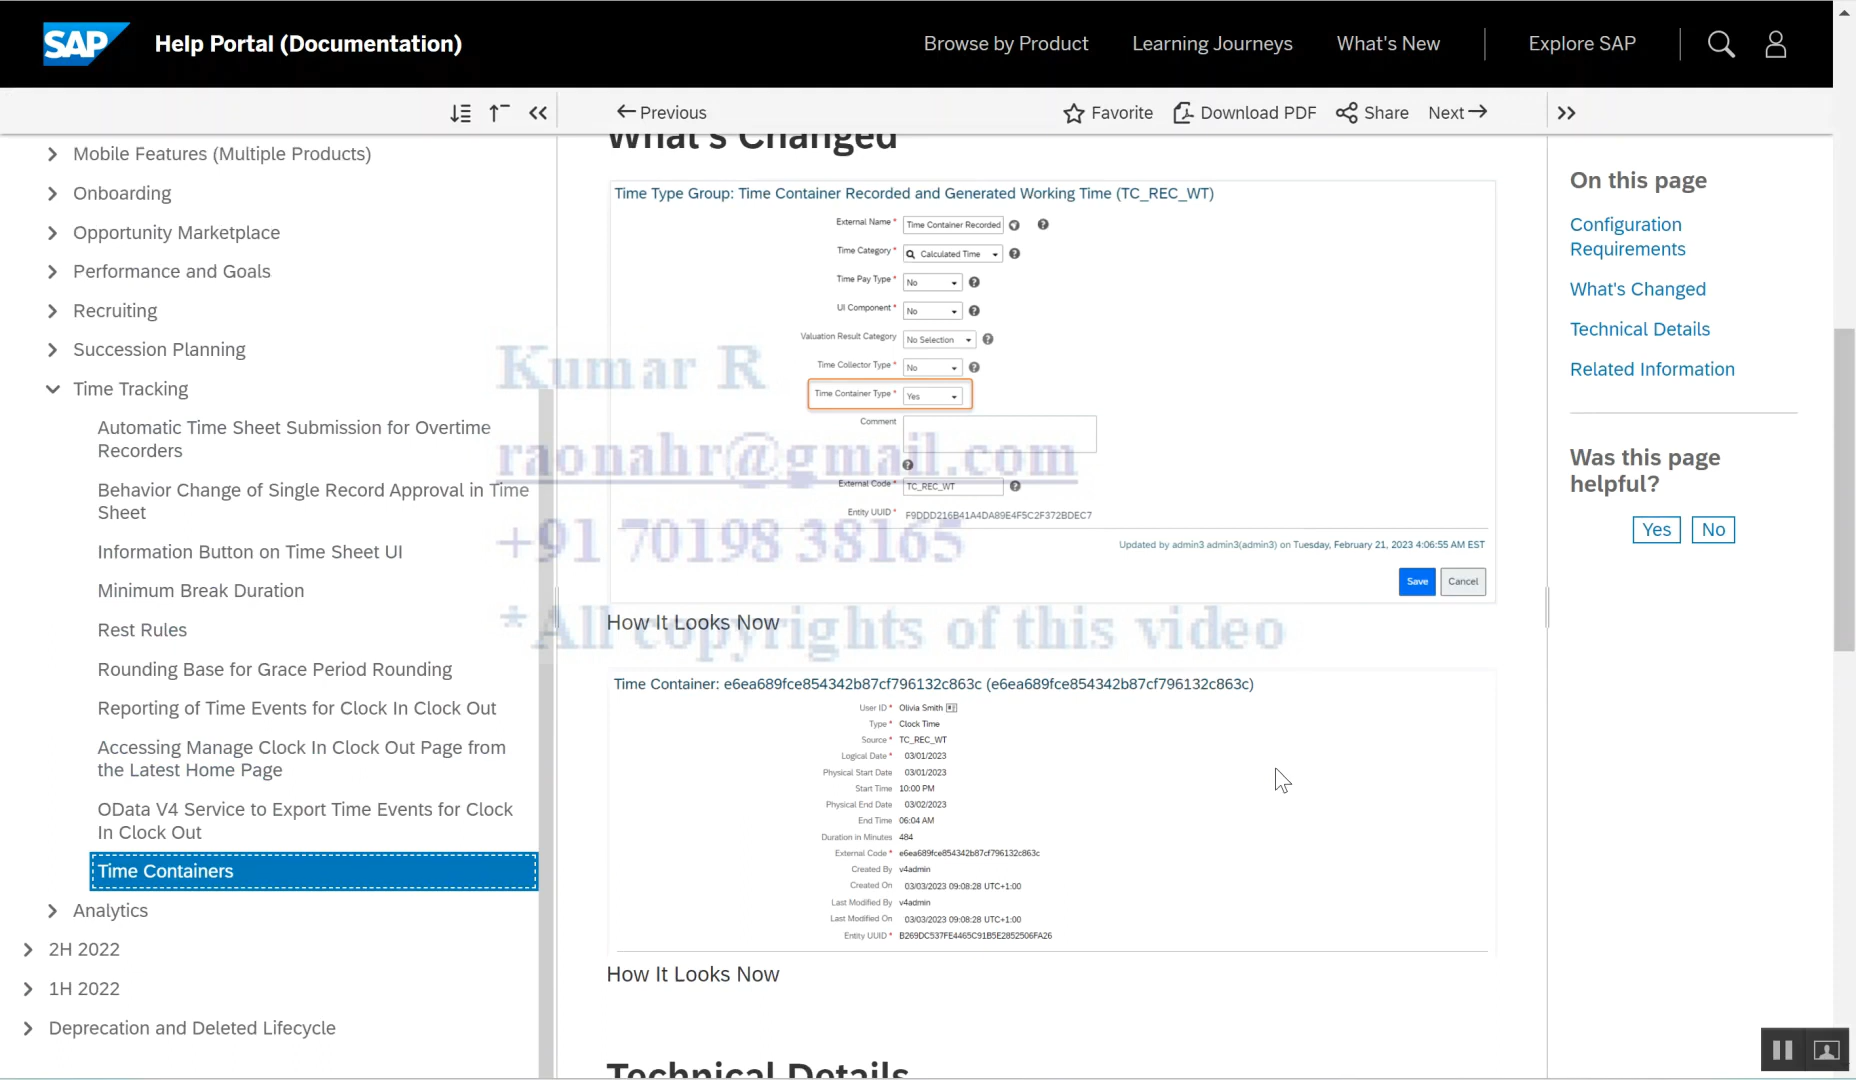 SAP Help Portal (Documentation)
Browse by Product
Learning Journeys
What's New
Explore SAP
Previous
Favorite
Download PDF
Share
Next
Mobile Features (Multiple Products)
Onboarding
Opportunity Marketplace
Performance and Goals
Recruiting
Succession Planning
Time Tracking
Automatic Time Sheet Submission for Overtime
Recorders
Behavior Change of Single Record Approval in Time
Sheet
Information Button on Time Sheet UI
Minimum Break Duration
Rest Rules
Rounding Base for Grace Period Rounding
Reporting of Time Events for Clock In Clock Out
Accessing Manage Clock In Clock Out Page from
the Latest Home Page
OData V4 Service to Export Time Events for Clock
In Clock Out
Time Containers
Analytics
2H 2022
1H 2022
Deprecation and Deleted Lifecycle
What's Changed
Time Type Group: Time Container Recorded and Generated Working Time (TC_REC_WT)
External Name * Time Container Recorded
Time Category * Calculated Time
Time Pay Type * No
UI Component * No
Valuation Result Category No Selection
Time Collector Type * No
Time Container Type * Yes
Comment
External Code * TC_REC_WT
Entity UUID * F9DDD216B41A4DA89E4F5C2F372BDEC7
Updated by admin3 admin3(admin3) on Tuesday, February 21, 2023 4:06:55 AM EST
Save
Cancel
How It Looks Now
Kumar R
raonahr@gmail.com
+91 70198 38165
*All copyrights of this video
Time Container: e6ea689fce854342b87cf796132c863c (e6ea689fce854342b87cf796132c863c)
User ID * Olivia Smith
Type * Clock Time
Source * TC_REC_WT
Logical Date * 03/01/2023
Physical Start Date 03/01/2023
Start Time 10:00 PM
Physical End Date 03/02/2023
End Time 06:04 AM
Duration in Minutes 484
External Code * e6ea689fce854342b87cf796132c863c
Created By v4admin
Created On 03/03/2023 09:08:28 UTC+1:00
Last Modified By v4admin
Last Modified On 03/03/2023 09:08:28 UTC+1:00
Entity UUID * B269DC537FE4465C91B5E2852506FA26
How It Looks Now
Technical Details
On this page
Configuration
Requirements
What's Changed
Technical Details
Related Information
Was this page
helpful?
Yes
No